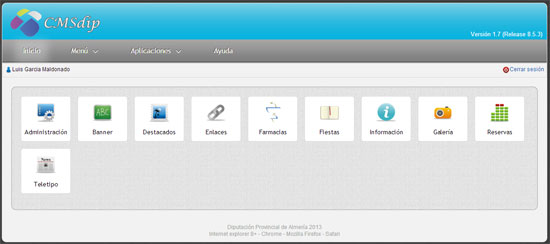 CMSdip
Versión 1.7 (Release 8.5.3)
Inicio Menú Aplicaciones Ayuda
Luis García Maldonado Cerrar sesión
ABC
News
Administración Banner Destacados Enlaces Farmacias Fiestas Información Galería Reservas
Teletipo
Diputación Provincial de Almería 2013
Internet explorer 8+ - Chrome - Mozilla Firefox - Safari